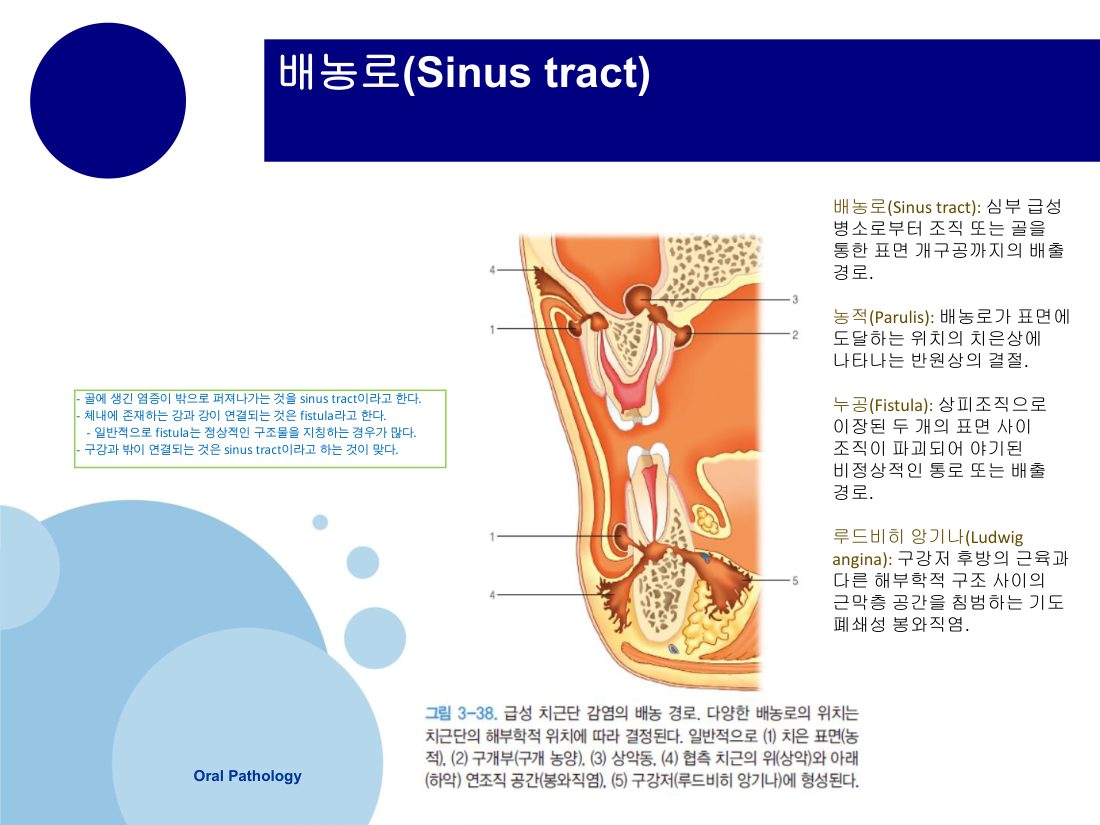 배농로(Sinus tract)
배농로(Sinus tract): 심부 급성
병소로부터 조직 또는 골을
통한 표면 개구공까지의 배출
경로.
농적(Parulis): 배농로가 표면에
도달하는 위치의 치은상에
나타나는 반원상의 결절.
누공(Fistula): 상피조직으로
이장된 두 개의 표면 사이
조직이 파괴되어 야기된
비정상적인 통로 또는 배출
경로.
루드비히 앙기나(Ludwig
angina): 구강저 후방의 근육과
다른 해부학적 구조 사이의
근막층 공간을 침범하는 기도
폐쇄성 봉와직염.
- 골에 생긴 염증이 밖으로 퍼져나가는 것을 sinus tract이라고 한다.
- 체내에 존재하는 강과 강이 연결되는 것은 fistula라고 한다.
- 일반적으로 fistula는 정상적인 구조물을 지칭하는 경우가 많다.
- 구강과 밖이 연결되는 것은 sinus tract이라고 하는 것이 맞다.
4
3
1
2
1
5
4
그림 3-38. 급성 치근단 감염의 배농 경로. 다양한 배농로의 위치는
치근단의 해부학적 위치에 따라 결정된다. 일반적으로 (1) 치은 표면(농
적), (2) 구개부(구개 농양), (3) 상악동, (4) 협측 치근의 위(상악)와 아래
(하악) 연조직 공간(봉와직염), (5) 구강저(루드비히 앙기나)에 형성된다.
Oral Pathology